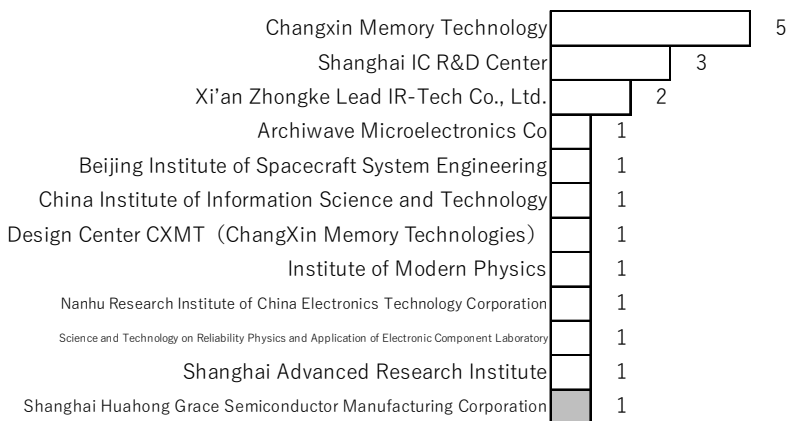 Changxin Memory Technology 5
Shanghai IC R&D Center 3
Xi’an Zhongke Lead IR-Tech Co., Ltd. 2
Archiwave Microelectronics Co 1
Beijing Institute of Spacecraft System Engineering 1
China Institute of Information Science and Technology 1
Design Center CXMT（ChangXin Memory Technologies） 1
Institute of Modern Physics 1
Nanhu Research Institute of China Electronics Technology Corporation 1
Science and Technology on Reliability Physics and Application of Electronic Component Laboratory 1
Shanghai Advanced Research Institute 1
Shanghai Huahong Grace Semiconductor Manufacturing Corporation 1